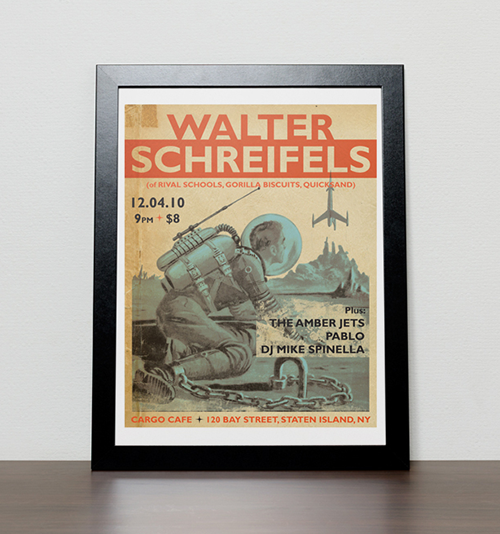 WALTER
SCHREIFELS
(of RIVAL SCHOOLS, GORILLA BISCUITS, QUICKSAND)
12.04.10
9PM + $8
Plus:
THE AMBER JETS
PABLO
DJ MIKE SPINELLA
CARGO CAFE + 120 BAY STREET, STATEN ISLAND, NY